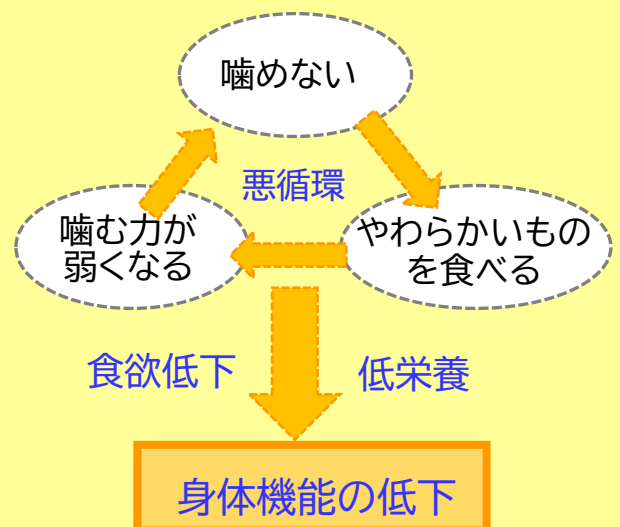 噛めない
悪循環
噛む力が
弱くなる
やわらかいもの
を食べる
食欲低下
低栄養
身体機能の低下